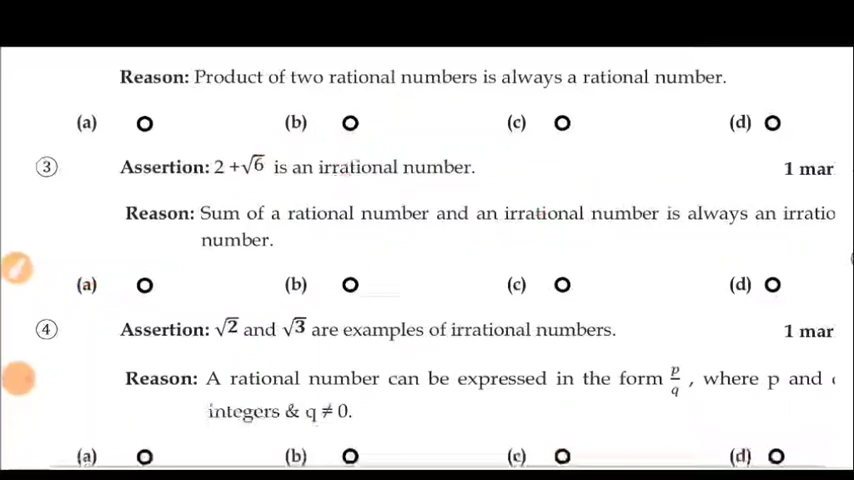 Reason: Product of two rational numbers is always a rational number.
(a) (b) (c) (d)
③ Assertion: 2 +√6 is an irrational number. 1 mar
Reason: Sum of a rational number and an irrational number is always an irratio
number.
(a) (b) (c) (d)
④ Assertion: √2 and √3 are examples of irrational numbers. 1 mar
Reason: A rational number can be expressed in the form p/q , where p and
integers & q ≠ 0.
(a) (b) (c) (d)